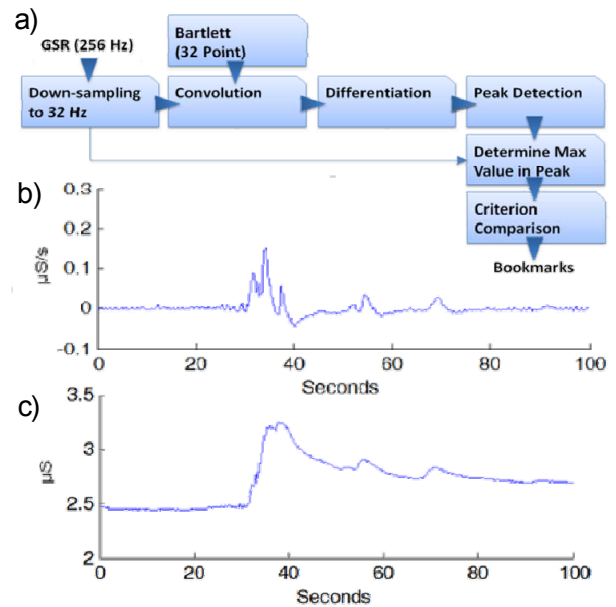 a)
GSR (256 Hz)
Bartlett
(32 Point)
Down-sampling
to 32 Hz
Convolution
Differentiation
Peak Detection
Determine Max
Value in Peak
Criterion
Comparison
Bookmarks
b)
0.3
0.2
0.1
0
-0.1
µS/s
0
20
40
60
80
100
Seconds
c)
3.5
3
2.5
2
µS
0
20
40
60
80
100
Seconds